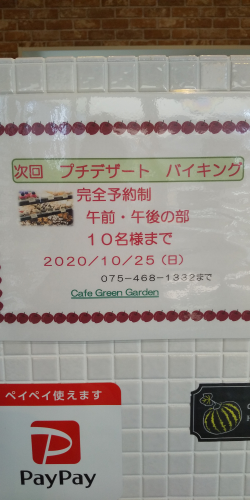 次回　プチデザート　バイキング
完全予約制
午前・午後の部
１０名様まで
2020/10/25（日）
075-468-1332まで
Cafe Green Garden
ペイペイ使えます
PayPay